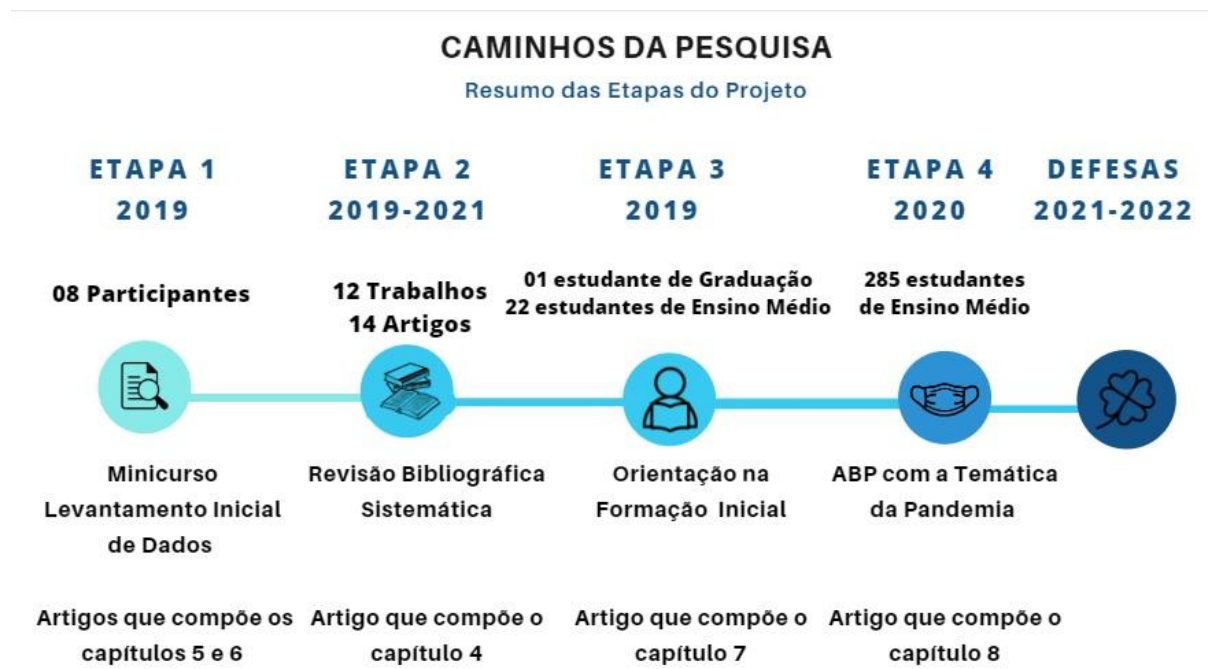 CAMINHOS DA PESQUISA
Resumo das Etapas do Projeto
ETAPA 1
2019
08 Participantes
Minicurso
Levantamento Inicial
de Dados
Artigos que compõe os
capítulos 5 e 6
ETAPA 2
2019-2021
12 Trabalhos
14 Artigos
Revisão Bibliográfica
Sistemática
Artigo que compõe o
capítulo 4
ETAPA 3
2019
01 estudante de Graduação
22 estudantes de Ensino Médio
Orientação na
Formação Inicial
Artigo que compõe o
capítulo 7
ETAPA 4
2020
285 estudantes
de Ensino Médio
ABP com a Temática
da Pandemia
Artigo que compõe o
capítulo 8
DEFESAS
2021-2022